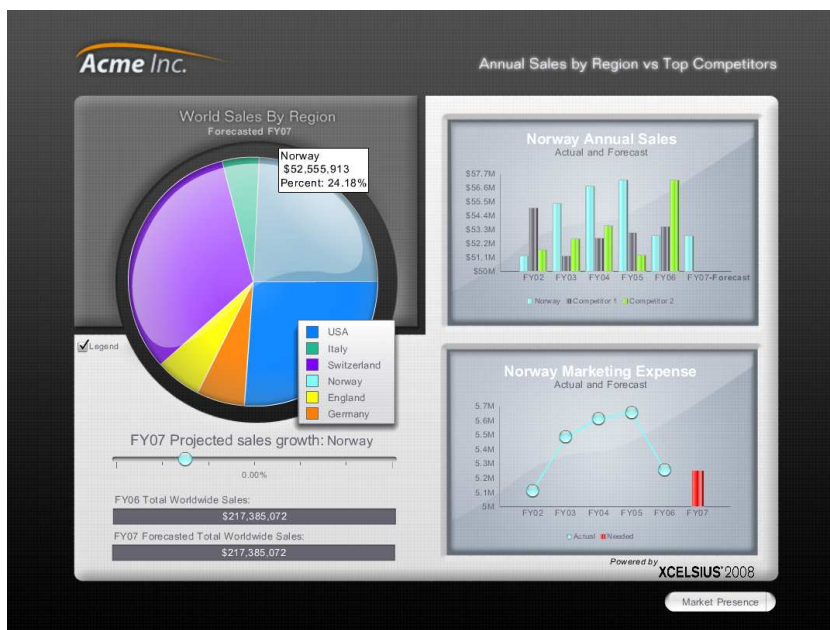 Acme Inc.
Annual Sales by Region vs Top Competitors
World Sales By Region
Forecasted FY07
Norway
$52,555,913
Percent: 24.18%
Legend
USA
Italy
Switzerland
Norway
England
Germany
FY07 Projected sales growth: Norway
0.00%
FY06 Total Worldwide Sales:
$217,385,072
FY07 Forecasted Total Worldwide Sales:
$217,385,072
Norway Annual Sales
Actual and Forecast
$57.7M
$56.6M
$55.5M
$54.4M
$53.3M
$52.2M
$51.1M
$50M
FY02 FY03 FY04 FY05 FY06 FY07-Forecast
Norway Competitor 1 Competitor 2
Norway Marketing Expense
Actual and Forecast
5.7M
5.6M
5.5M
5.4M
5.3M
5.2M
5.1M
5M
FY02 FY03 FY04 FY05 FY06 FY07
Actual Needed
Powered by
XCELSIUS 2008
Market Presence